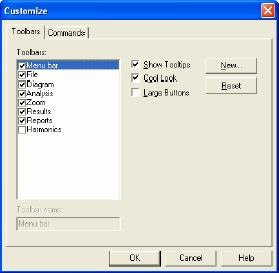 Customize
Toolbars Commands
Toolbars:
Menu bar
File
Diagram
Analysis
Zoom
Results
Reports
Harmonics
Show Tooltips
Cool Look
Large Buttons
New...
Reset
Toolbar name:
Menu bar
OK Cancel Help